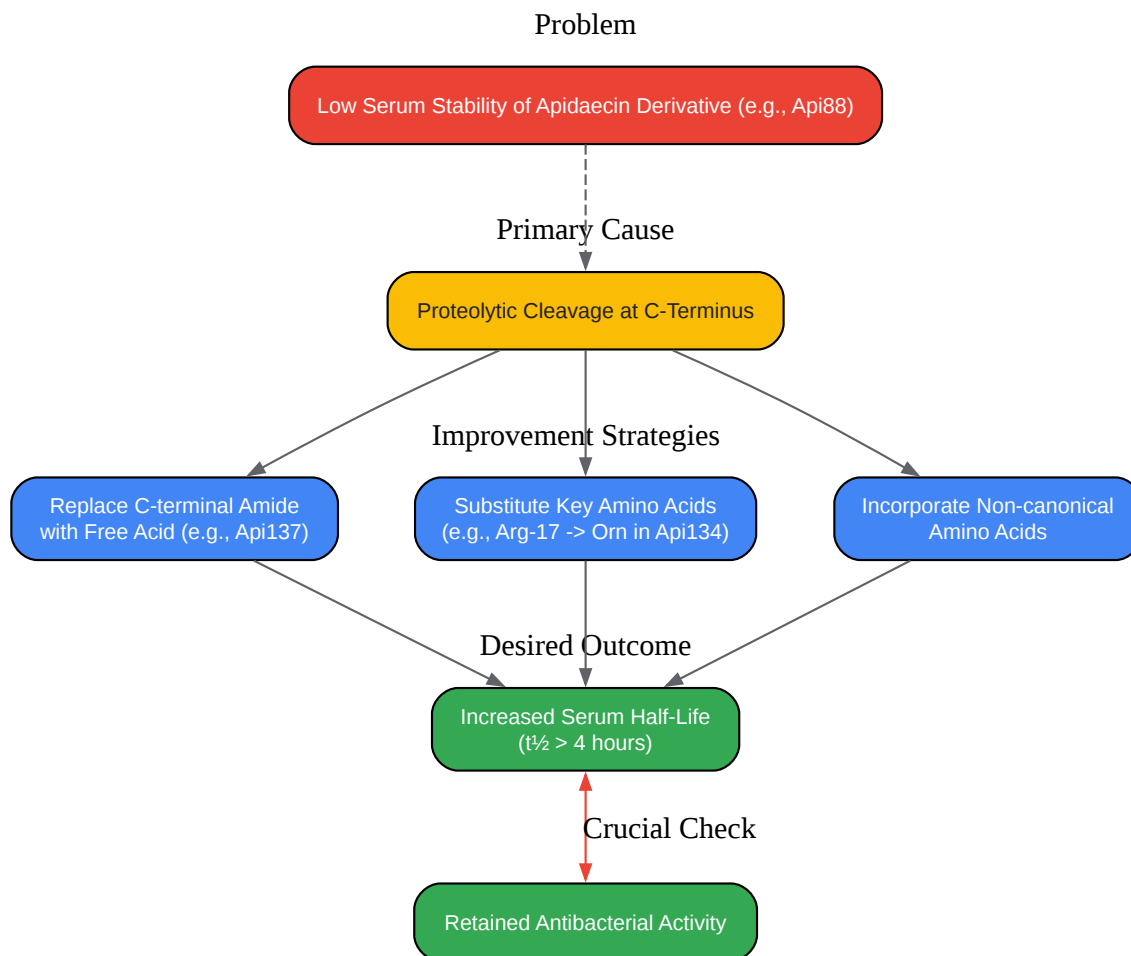 Problem
Low Serum Stability of Apidaecin Derivative (e.g., Api88)
Primary Cause
Proteolytic Cleavage at C-Terminus
Improvement Strategies
Replace C-terminal Amide
with Free Acid (e.g., Api137)
Substitute Key Amino Acids
(e.g., Arg-17 -> Orn in Api134)
Incorporate Non-canonical
Amino Acids
Desired Outcome
Increased Serum Half-Life
(t½ > 4 hours)
Crucial Check
Retained Antibacterial Activity